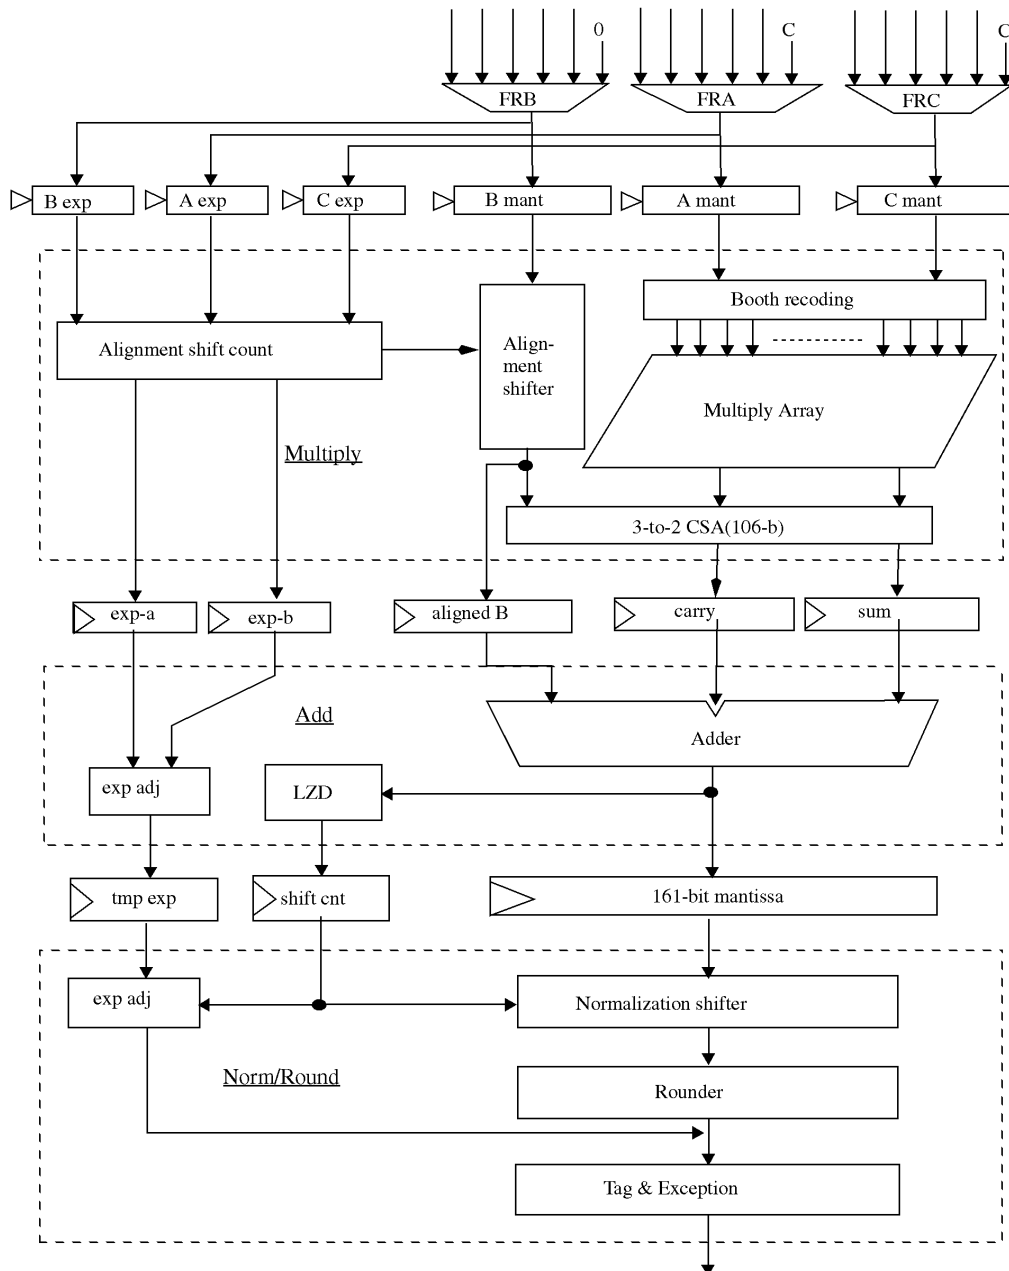 0
C
C
FRB
FRA
FRC
B exp
A exp
C exp
B mant
A mant
C mant
Booth recoding
Alignment shift count
Align-
ment
shifter
Multiply Array
Multiply
3-to-2 CSA(106-b)
exp-a
exp-b
aligned B
carry
sum
Add
Adder
exp adj
LZD
tmp exp
shift cnt
161-bit mantissa
exp adj
Normalization shifter
Norm/Round
Rounder
Tag & Exception